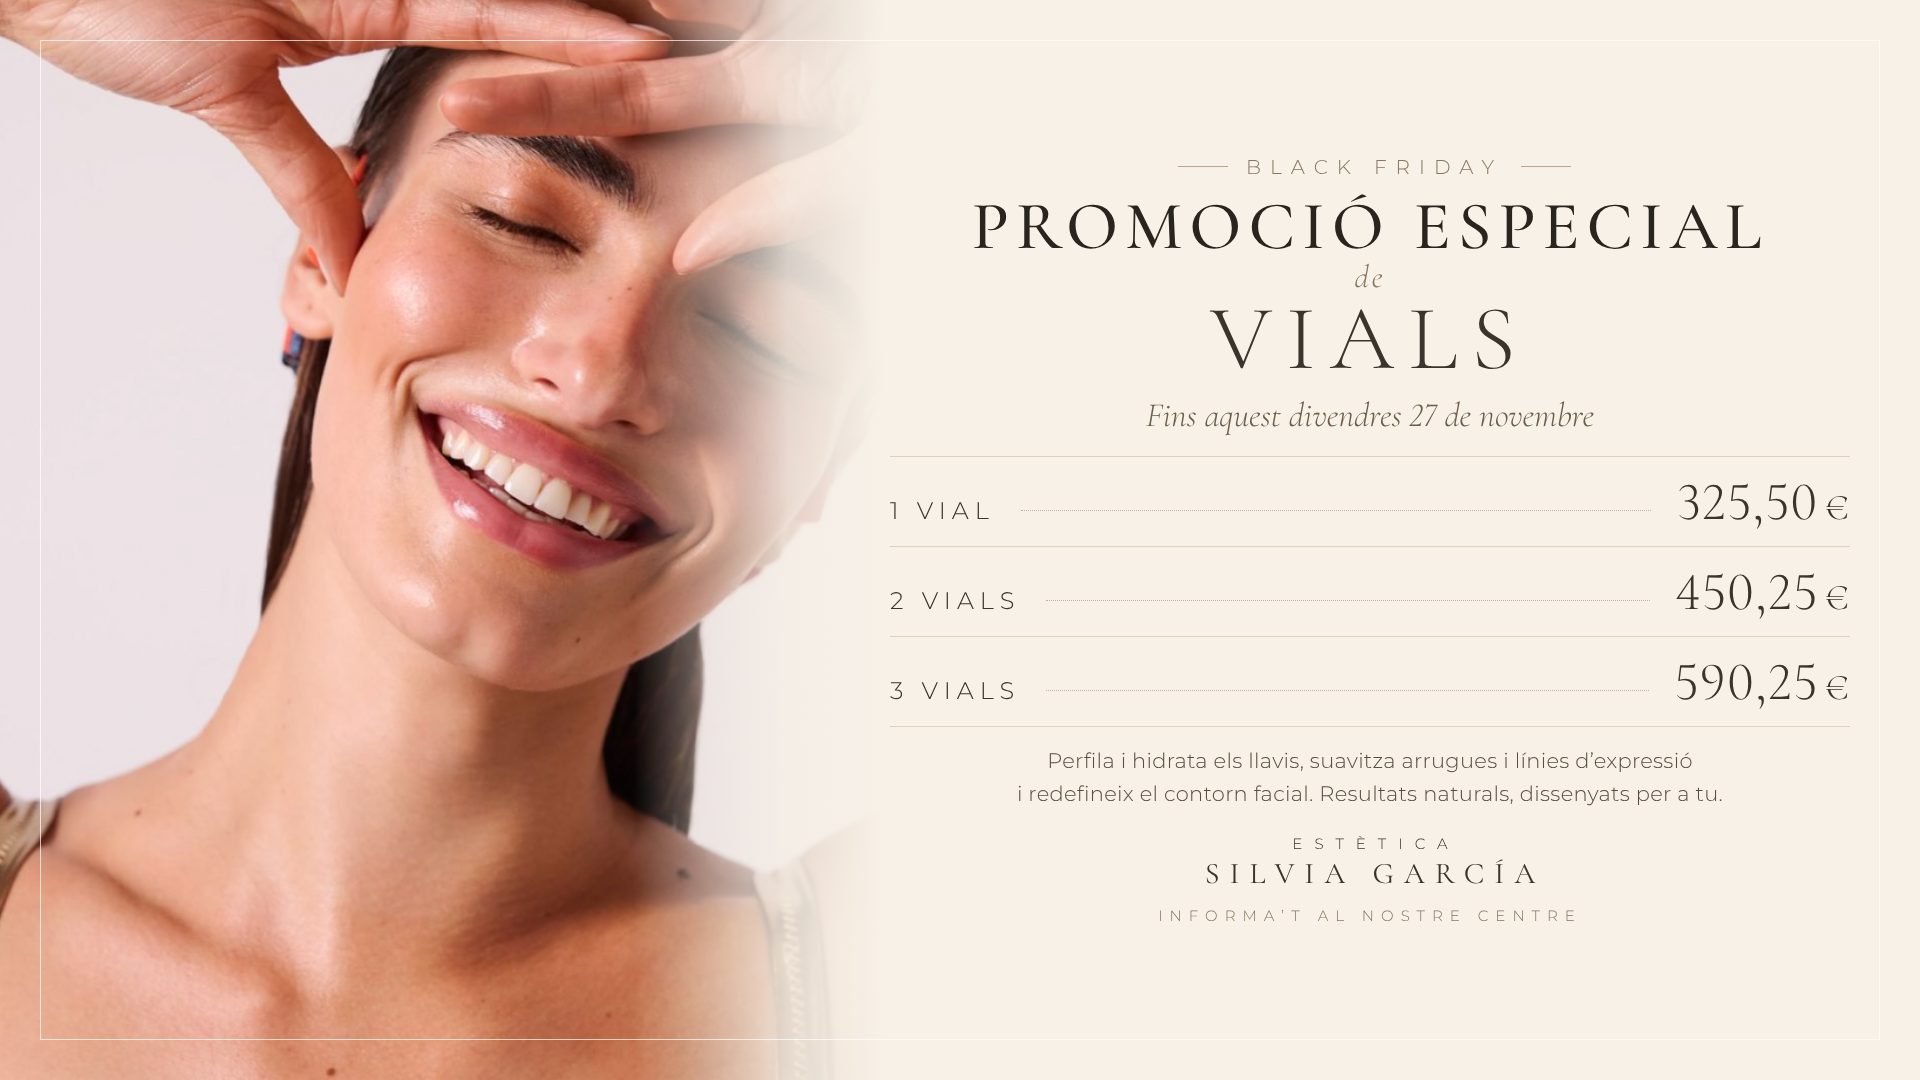 BLACK FRIDAY
PROMOCIÓ ESPECIAL
de
VIALS
Fins aquest divendres 27 de novembre
1 VIAL 325,50 €
2 VIALS 450,25 €
3 VIALS 590,25 €
Perfila i hidrata els llavis, suavitza arrugues i línies d’expressió
i redefineix el contorn facial. Resultats naturals, dissenyats per a tu.
ESTÈTICA
SILVIA GARCÍA
INFORMA’T AL NOSTRE CENTRE